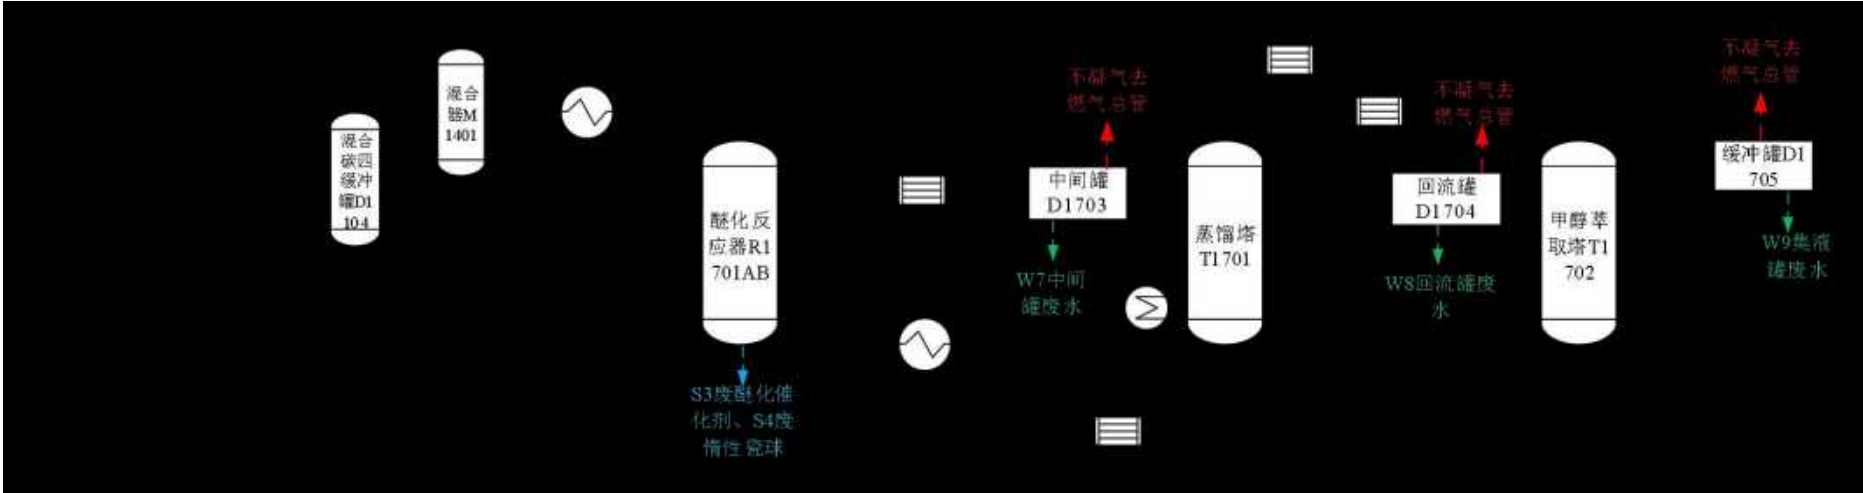 混合
碳四
缓冲
罐D1
104
混合
器M
1401
醚化反
应器R1
701AB
S3废醚化催
化剂、S4废
惰性瓷球
不凝气去
燃气总管
中间罐
D1703
W7中间
罐废水
蒸馏塔
T1701
不凝气去
燃气总管
回流罐
D1704
W8回流罐废
水
甲醇萃
取塔T1
702
不凝气去
燃气总管
缓冲罐D1
705
W9集液
罐废水